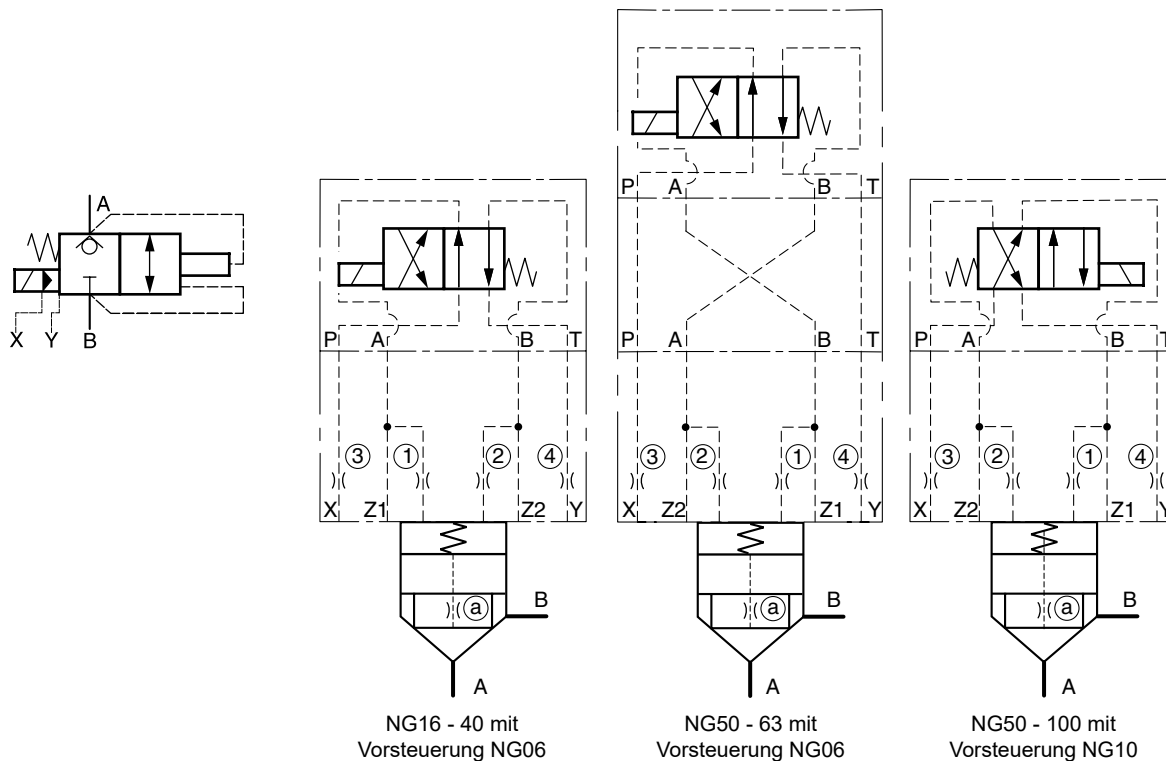 A
X Y B
P A B T
3 1 2 4
X Z1 Z2 Y
a
B
A
NG16 - 40 mit
Vorsteuerung NG06
P A B T
P A B T
3 2 1 4
X Z2 Z1 Y
a
B
A
NG50 - 63 mit
Vorsteuerung NG06
P A B T
3 2 1 4
X Z2 Z1 Y
a
B
A
NG50 - 100 mit
Vorsteuerung NG10